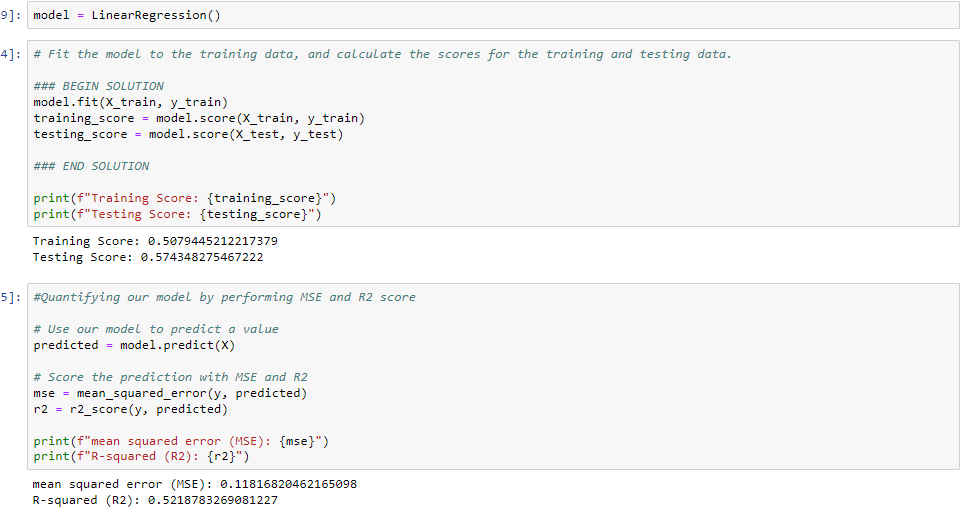 9]: model = LinearRegression()
4]: # Fit the model to the training data, and calculate the scores for the training and testing data.
### BEGIN SOLUTION
model.fit(X_train, y_train)
training_score = model.score(X_train, y_train)
testing_score = model.score(X_test, y_test)
### END SOLUTION
print(f"Training Score: {training_score}")
print(f"Testing Score: {testing_score}")
Training Score: 0.5079445212217379
Testing Score: 0.574348275467222
5]: #Quantifying our model by performing MSE and R2 score
# Use our model to predict a value
predicted = model.predict(X)
# Score the prediction with MSE and R2
mse = mean_squared_error(y, predicted)
r2 = r2_score(y, predicted)
print(f"mean squared error (MSE): {mse}")
print(f"R-squared (R2): {r2}")
mean squared error (MSE): 0.11816820462165098
R-squared (R2): 0.5218783269081227